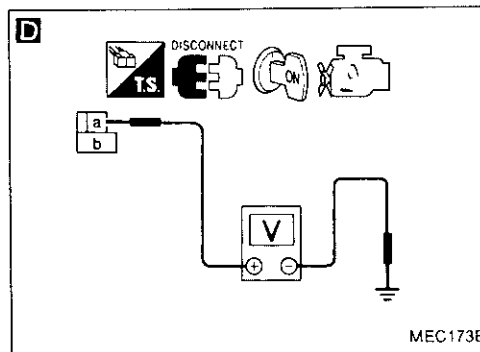 D
DISCONNECT
T.S.
ON
a
b
V
+ −
MEC173B